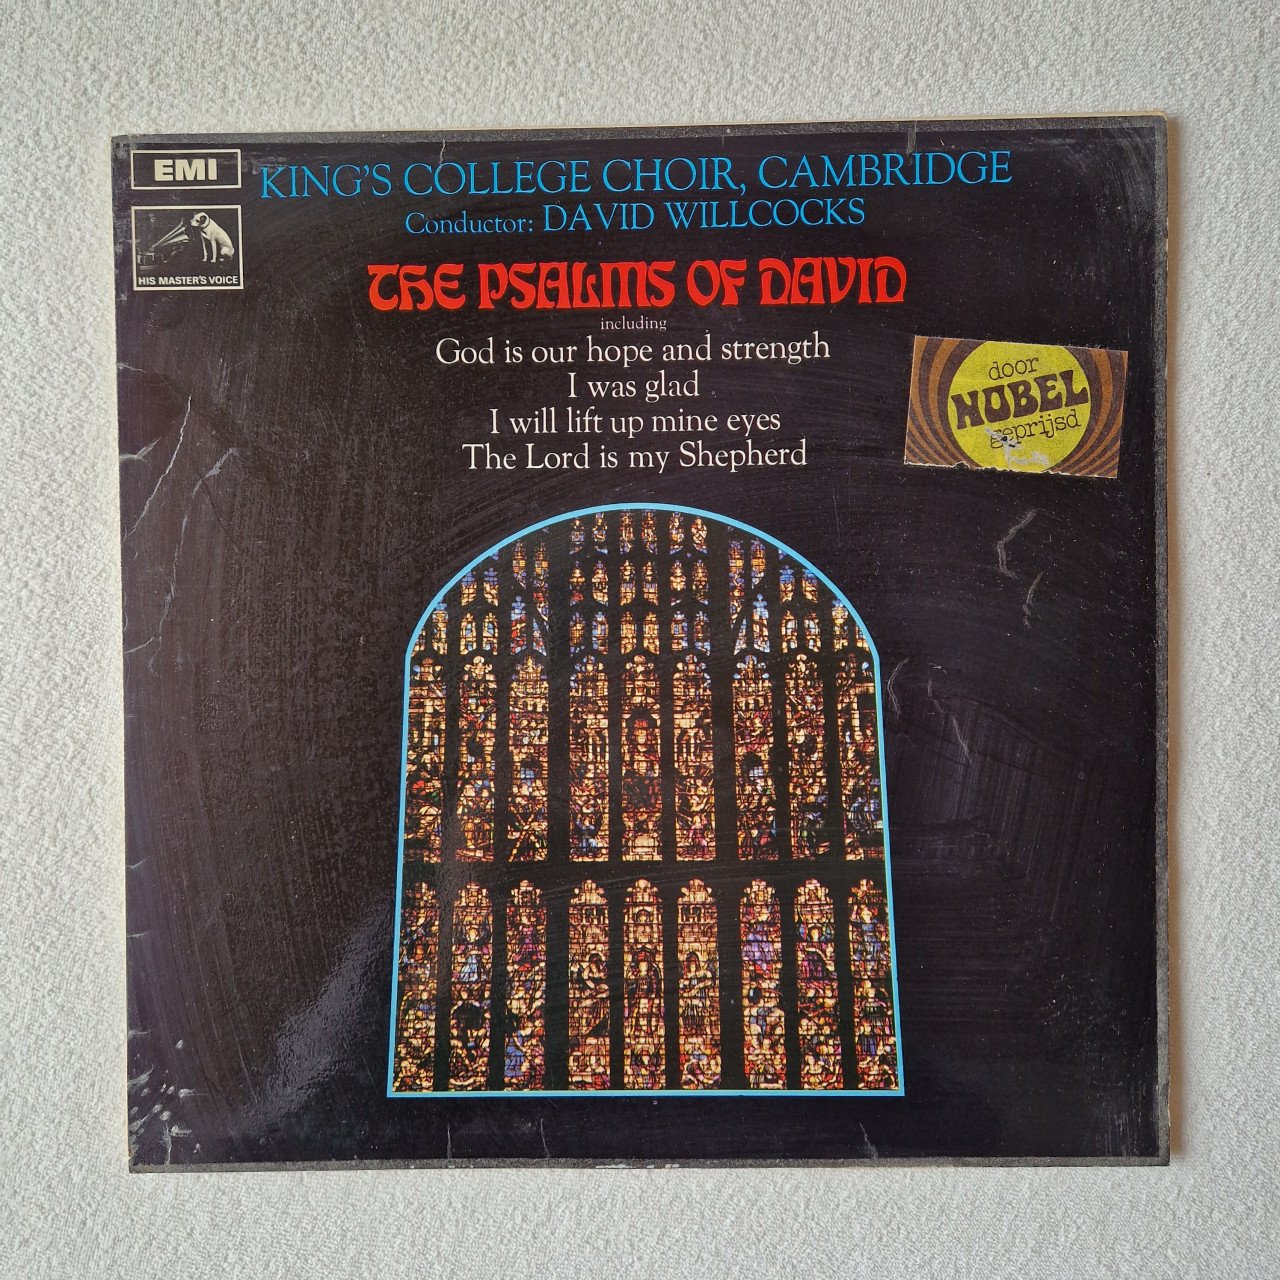 EMI
HIS MASTER'S VOICE
KING'S COLLEGE CHOIR, CAMBRIDGE
Conductor: DAVID WILLCOCKS
THE PSALMS OF DAVID
including
God is our hope and strength
I was glad
I will lift up mine eyes
The Lord is my Shepherd
door
NOBEL
geprijsd